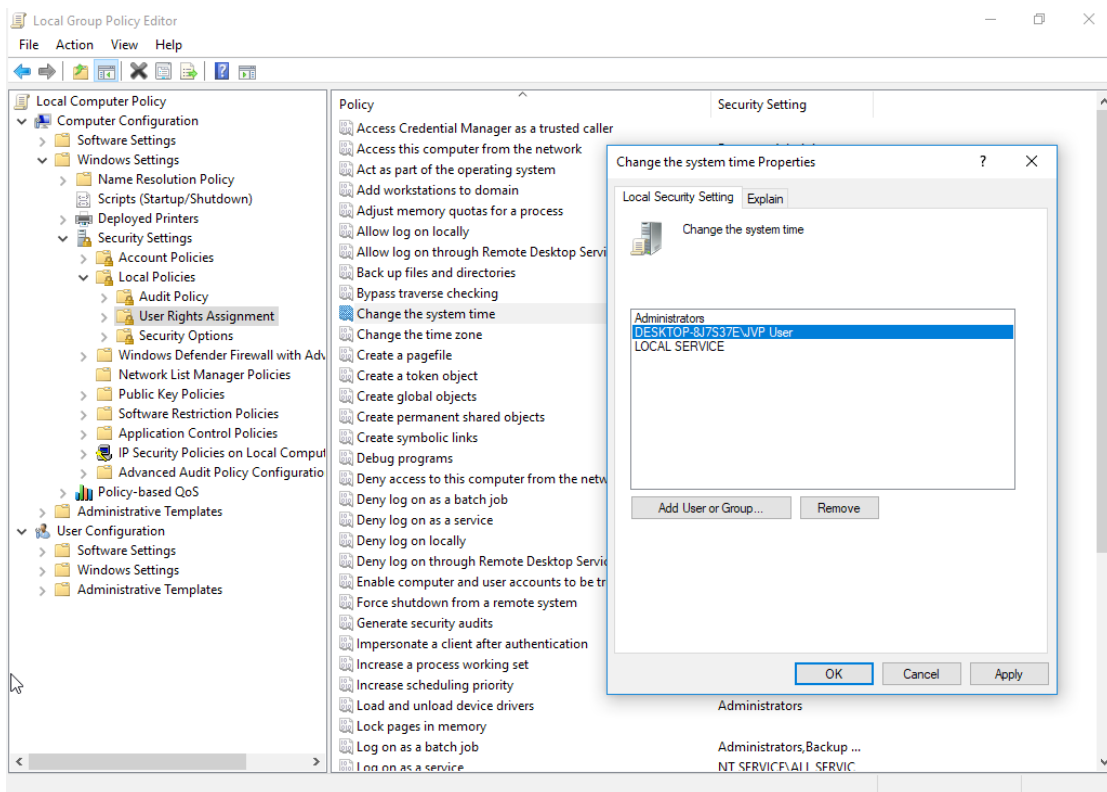 Local Group Policy Editor
File Action View Help
Local Computer Policy
Computer Configuration
Software Settings
Windows Settings
Name Resolution Policy
Scripts (Startup/Shutdown)
Deployed Printers
Security Settings
Account Policies
Local Policies
Audit Policy
User Rights Assignment
Security Options
Windows Defender Firewall with Adv
Network List Manager Policies
Public Key Policies
Software Restriction Policies
Application Control Policies
IP Security Policies on Local Comput
Advanced Audit Policy Configuratio
Policy-based QoS
Administrative Templates
User Configuration
Software Settings
Windows Settings
Administrative Templates
Policy Security Setting
Access Credential Manager as a trusted caller
Access this computer from the network
Act as part of the operating system
Add workstations to domain
Adjust memory quotas for a process
Allow log on locally
Allow log on through Remote Desktop Servi
Back up files and directories
Bypass traverse checking
Change the system time
Change the time zone
Create a pagefile
Create a token object
Create global objects
Create permanent shared objects
Create symbolic links
Debug programs
Deny access to this computer from the netw
Deny log on as a batch job
Deny log on as a service
Deny log on locally
Deny log on through Remote Desktop Servic
Enable computer and user accounts to be tr
Force shutdown from a remote system
Generate security audits
Impersonate a client after authentication
Increase a process working set
Increase scheduling priority
Load and unload device drivers Administrators
Lock pages in memory
Log on as a batch job Administrators,Backup ...
Log on as a service NT SERVICE\ALL SERVIC
Change the system time Properties
Local Security Setting Explain
Change the system time
Administrators
DESKTOP-8J7S37E\JVP User
LOCAL SERVICE
Add User or Group... Remove
OK Cancel Apply